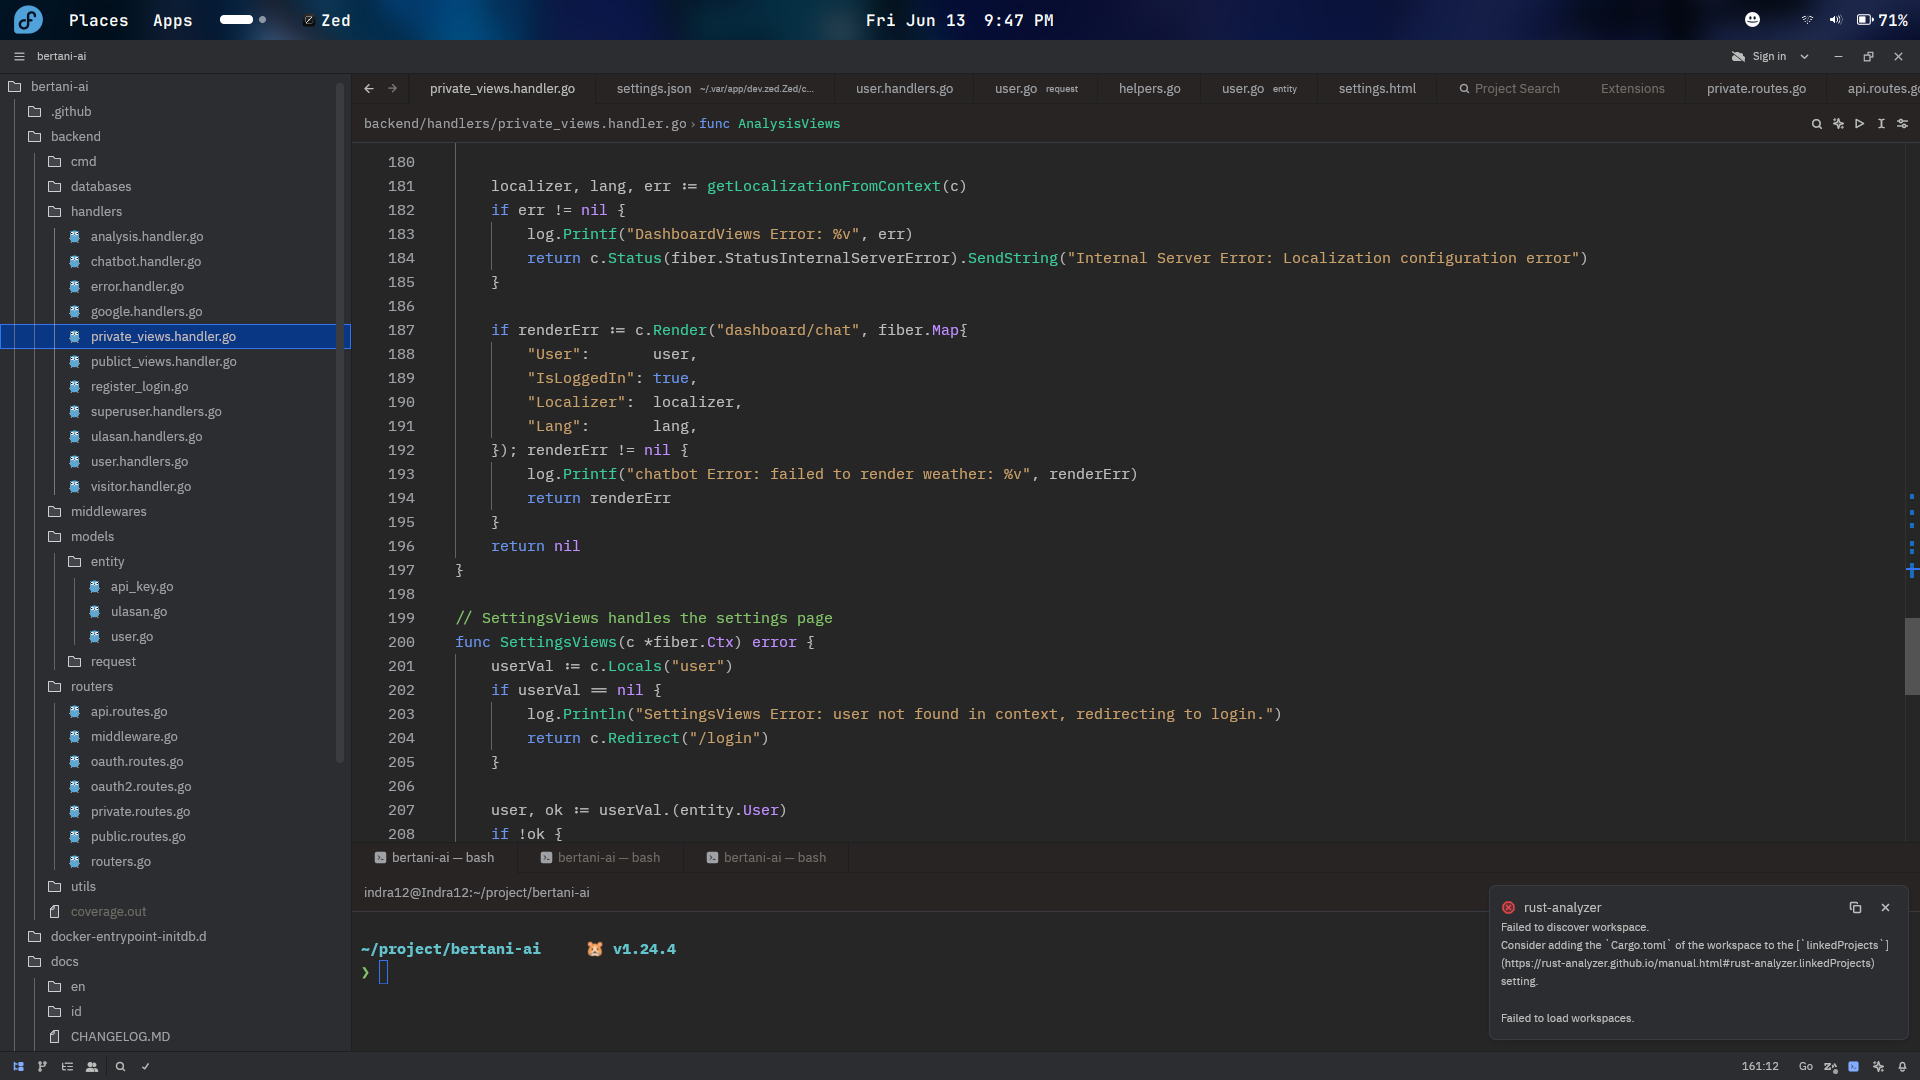 Places Apps Zed Fri Jun 13 9:47 PM 71%
bertani-ai Sign in
bertani-ai
.github
backend
cmd
databases
handlers
analysis.handler.go
chatbot.handler.go
error.handler.go
google.handlers.go
private_views.handler.go
publict_views.handler.go
register_login.go
superuser.handlers.go
ulasan.handlers.go
user.handlers.go
visitor.handler.go
middlewares
models
entity
api_key.go
ulasan.go
user.go
request
routers
api.routes.go
middleware.go
oauth.routes.go
oauth2.routes.go
private.routes.go
public.routes.go
routers.go
utils
coverage.out
docker-entrypoint-initdb.d
docs
en
id
CHANGELOG.MD
private_views.handler.go settings.json ~/.var/app/dev.zed.Zed/c... user.handlers.go user.go request helpers.go user.go entity settings.html Project Search Extensions private.routes.go api.routes.go
backend/handlers/private_views.handler.go › func AnalysisViews
180
181 localizer, lang, err := getLocalizationFromContext(c)
182 if err != nil {
183 log.Printf("DashboardViews Error: %v", err)
184 return c.Status(fiber.StatusInternalServerError).SendString("Internal Server Error: Localization configuration error")
185 }
186
187 if renderErr := c.Render("dashboard/chat", fiber.Map{
188 "User": user,
189 "IsLoggedIn": true,
190 "Localizer": localizer,
191 "Lang": lang,
192 }); renderErr != nil {
193 log.Printf("chatbot Error: failed to render weather: %v", renderErr)
194 return renderErr
195 }
196 return nil
197 }
198
199 // SettingsViews handles the settings page
200 func SettingsViews(c *fiber.Ctx) error {
201 userVal := c.Locals("user")
202 if userVal == nil {
203 log.Println("SettingsViews Error: user not found in context, redirecting to login.")
204 return c.Redirect("/login")
205 }
206
207 user, ok := userVal.(entity.User)
208 if !ok {
bertani-ai — bash bertani-ai — bash bertani-ai — bash
indra12@Indra12:~/project/bertani-ai
~/project/bertani-ai 🐹 v1.24.4
❯
rust-analyzer
Failed to discover workspace.
Consider adding the `Cargo.toml` of the workspace to the [`linkedProjects`]
(https://rust-analyzer.github.io/manual.html#rust-analyzer.linkedProjects)
setting.
Failed to load workspaces.
161:12 Go